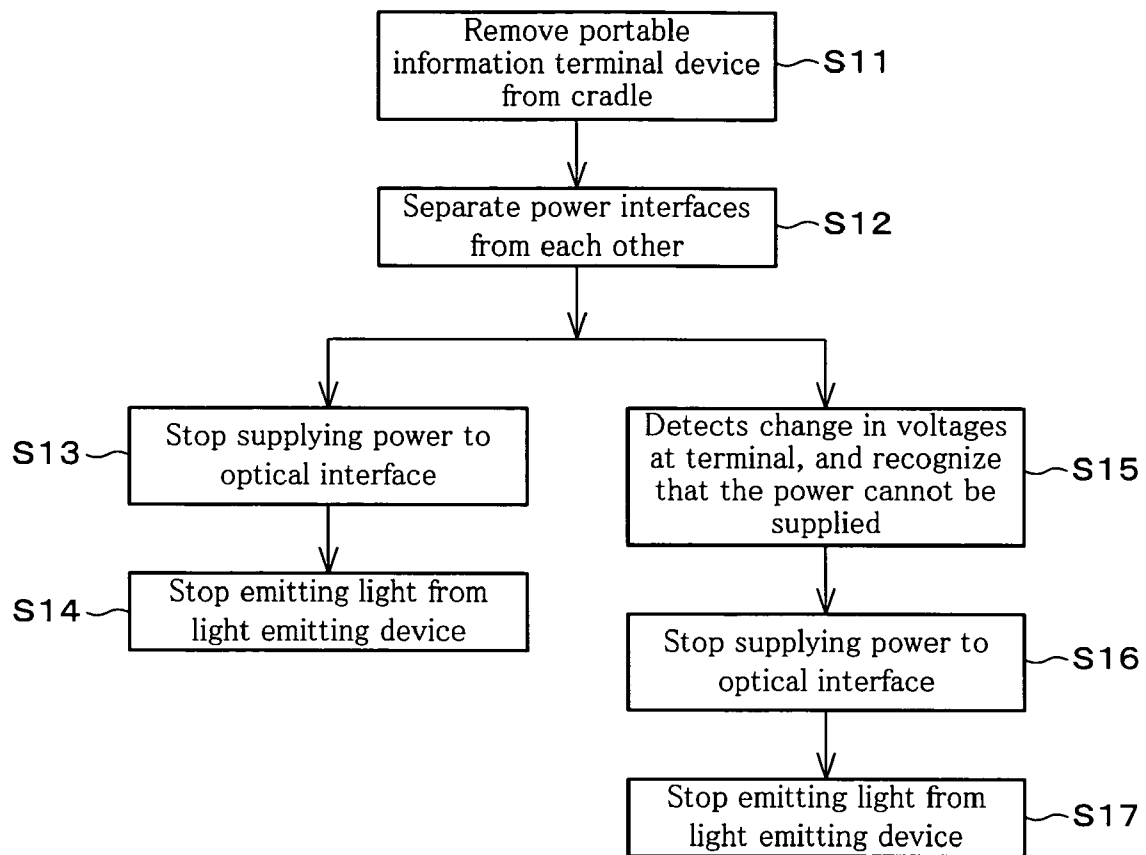 Remove portable
information terminal device
from cradle
S11
Separate power interfaces
from each other
S12
Stop supplying power to
optical interface
S13
Stop emitting light from
light emitting device
S14
Detects change in voltages
at terminal, and recognize
that the power cannot be
supplied
S15
Stop supplying power to
optical interface
S16
Stop emitting light from
light emitting device
S17